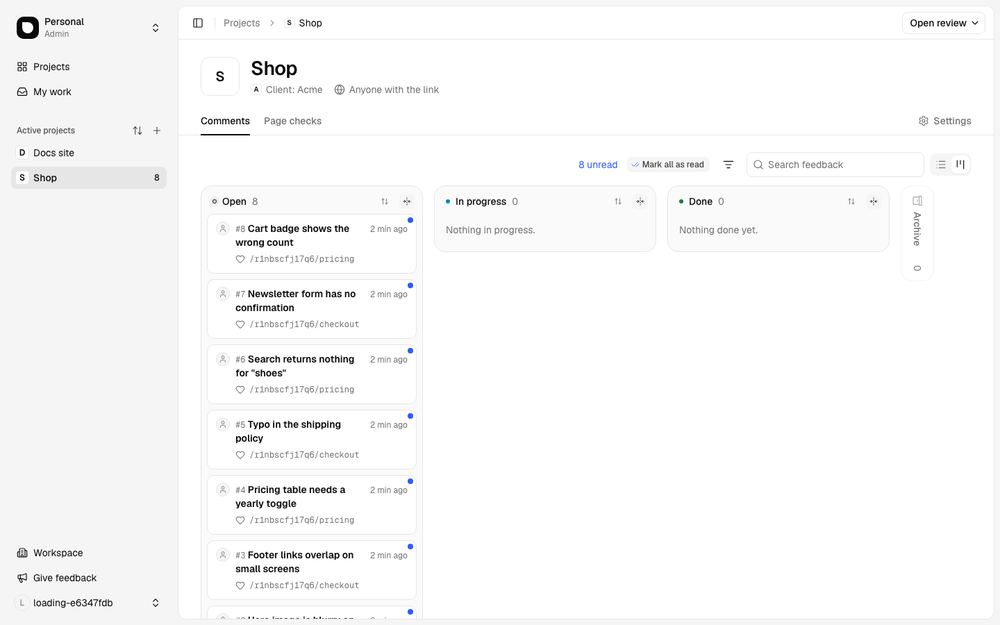 Personal
Admin
Projects
My work
Active projects
D Docs site
S Shop 8
Workspace
Give feedback
L loading-e6347fdb
Projects > S Shop
Open review
S
Shop
A Client: Acme Anyone with the link
Comments Page checks
Settings
8 unread Mark all as read
Search feedback
Open 8
#8 Cart badge shows the 2 min ago
wrong count
/r1nbscfj17q6/pricing
#7 Newsletter form has no 2 min ago
confirmation
/r1nbscfj17q6/checkout
#6 Search returns nothing 2 min ago
for "shoes"
/r1nbscfj17q6/pricing
#5 Typo in the shipping 2 min ago
policy
/r1nbscfj17q6/checkout
#4 Pricing table needs a 2 min ago
yearly toggle
/r1nbscfj17q6/pricing
#3 Footer links overlap on 2 min ago
small screens
/r1nbscfj17q6/checkout
In progress 0
Nothing in progress.
Done 0
Nothing done yet.
Archive 0